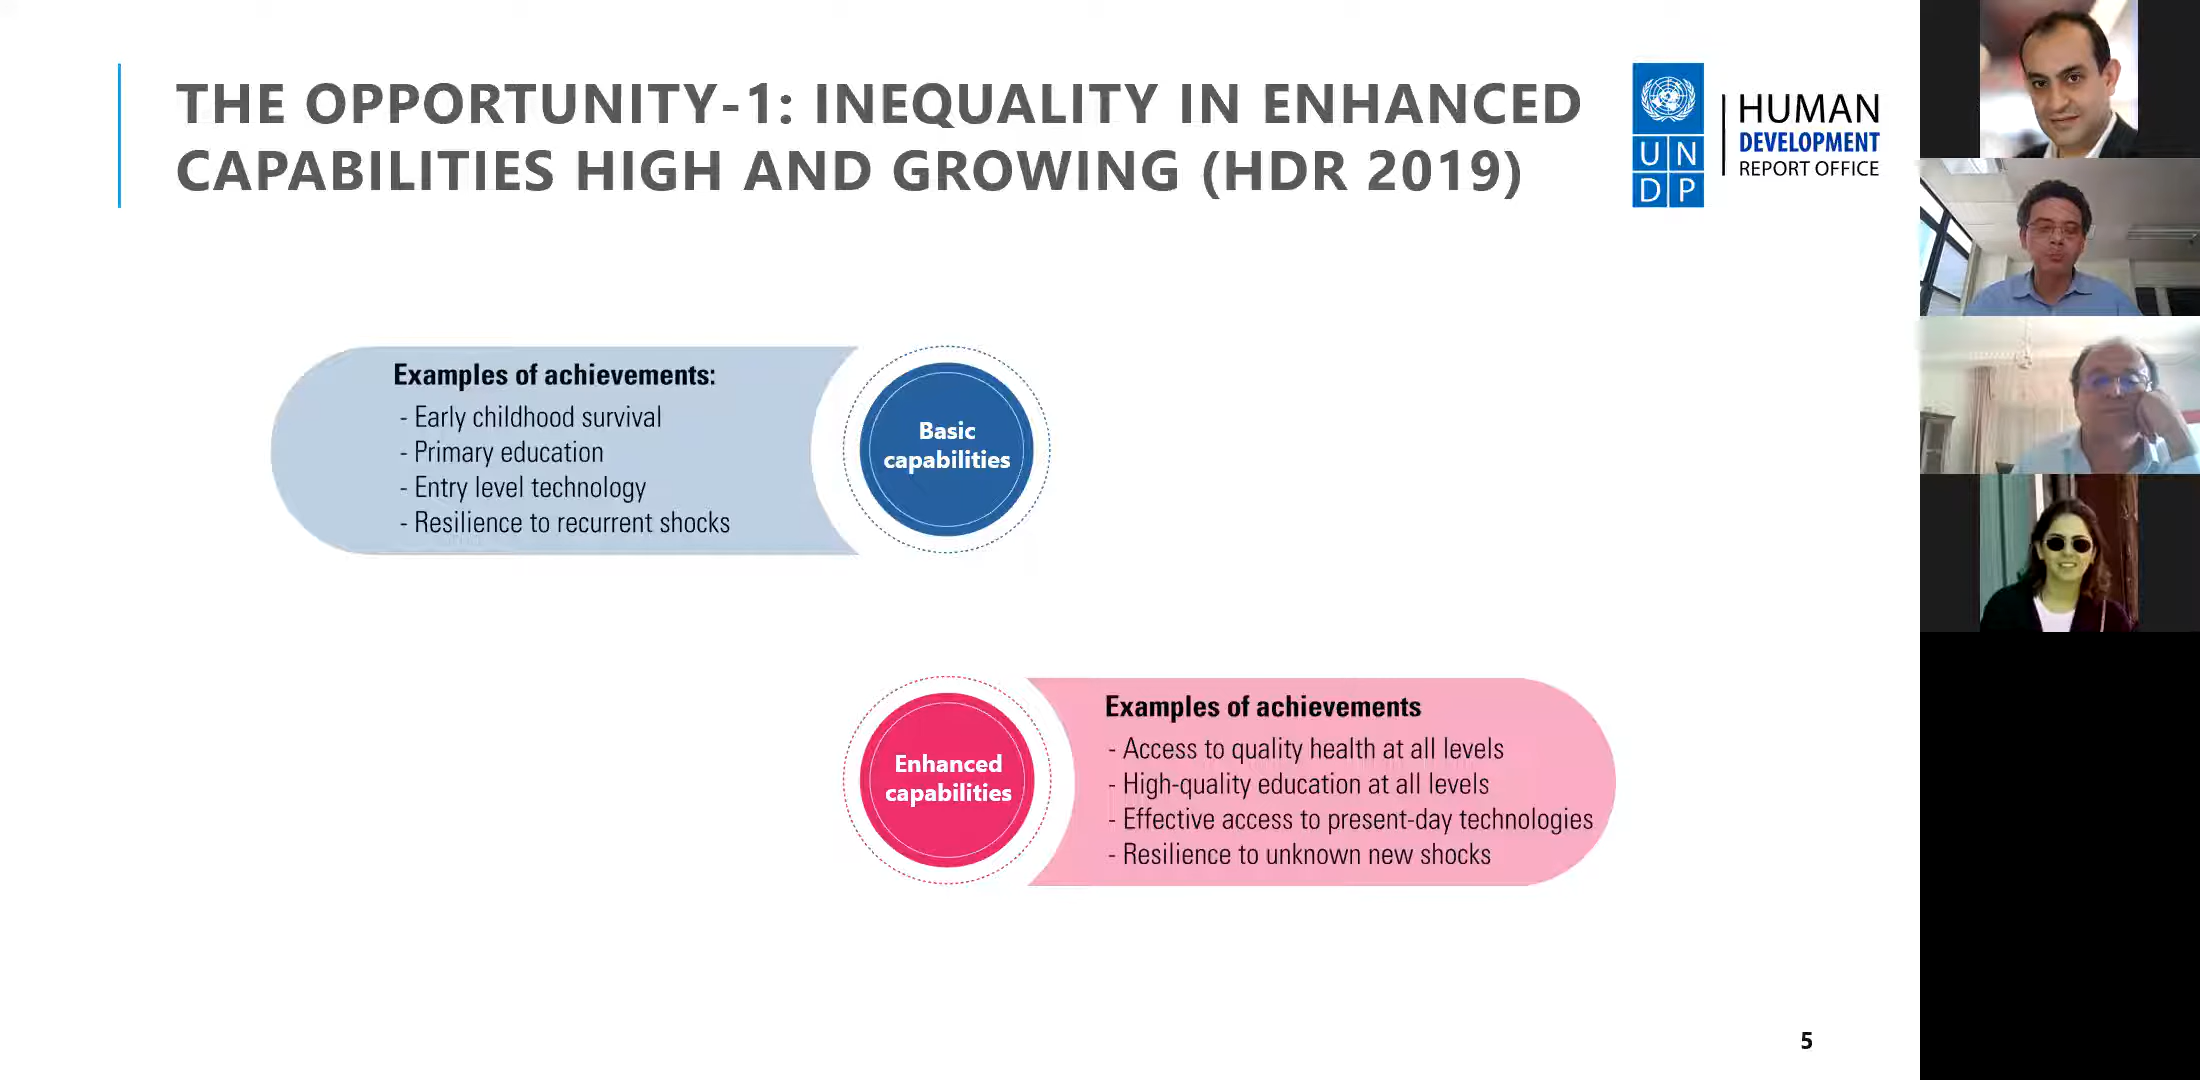 THE OPPORTUNITY-1: INEQUALITY IN ENHANCED
CAPABILITIES HIGH AND GROWING (HDR 2019)
U N
D P
HUMAN
DEVELOPMENT
REPORT OFFICE
Examples of achievements:
- Early childhood survival
- Primary education
- Entry level technology
- Resilience to recurrent shocks
Basic
capabilities
Enhanced
capabilities
Examples of achievements
- Access to quality health at all levels
- High-quality education at all levels
- Effective access to present-day technologies
- Resilience to unknown new shocks
5